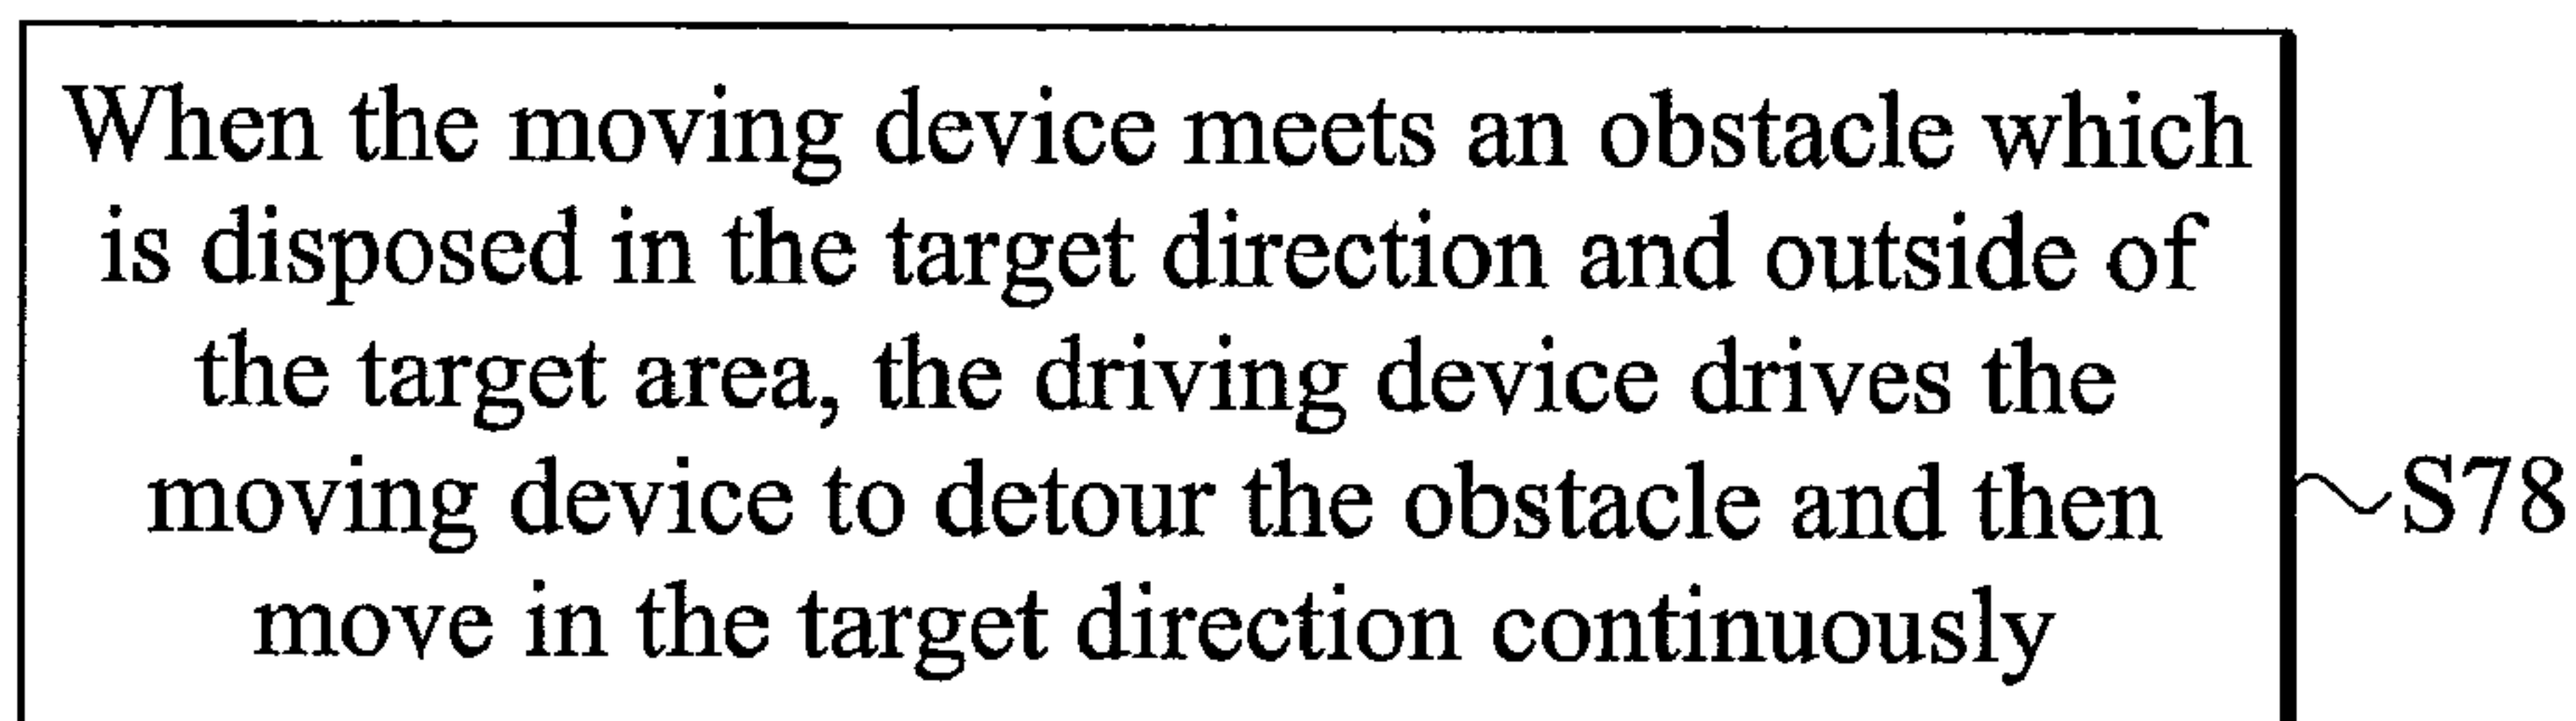 When the moving device meets an obstacle which
is disposed in the target direction and outside of
the target area, the driving device drives the
moving device to detour the obstacle and then
move in the target direction continuously
S78